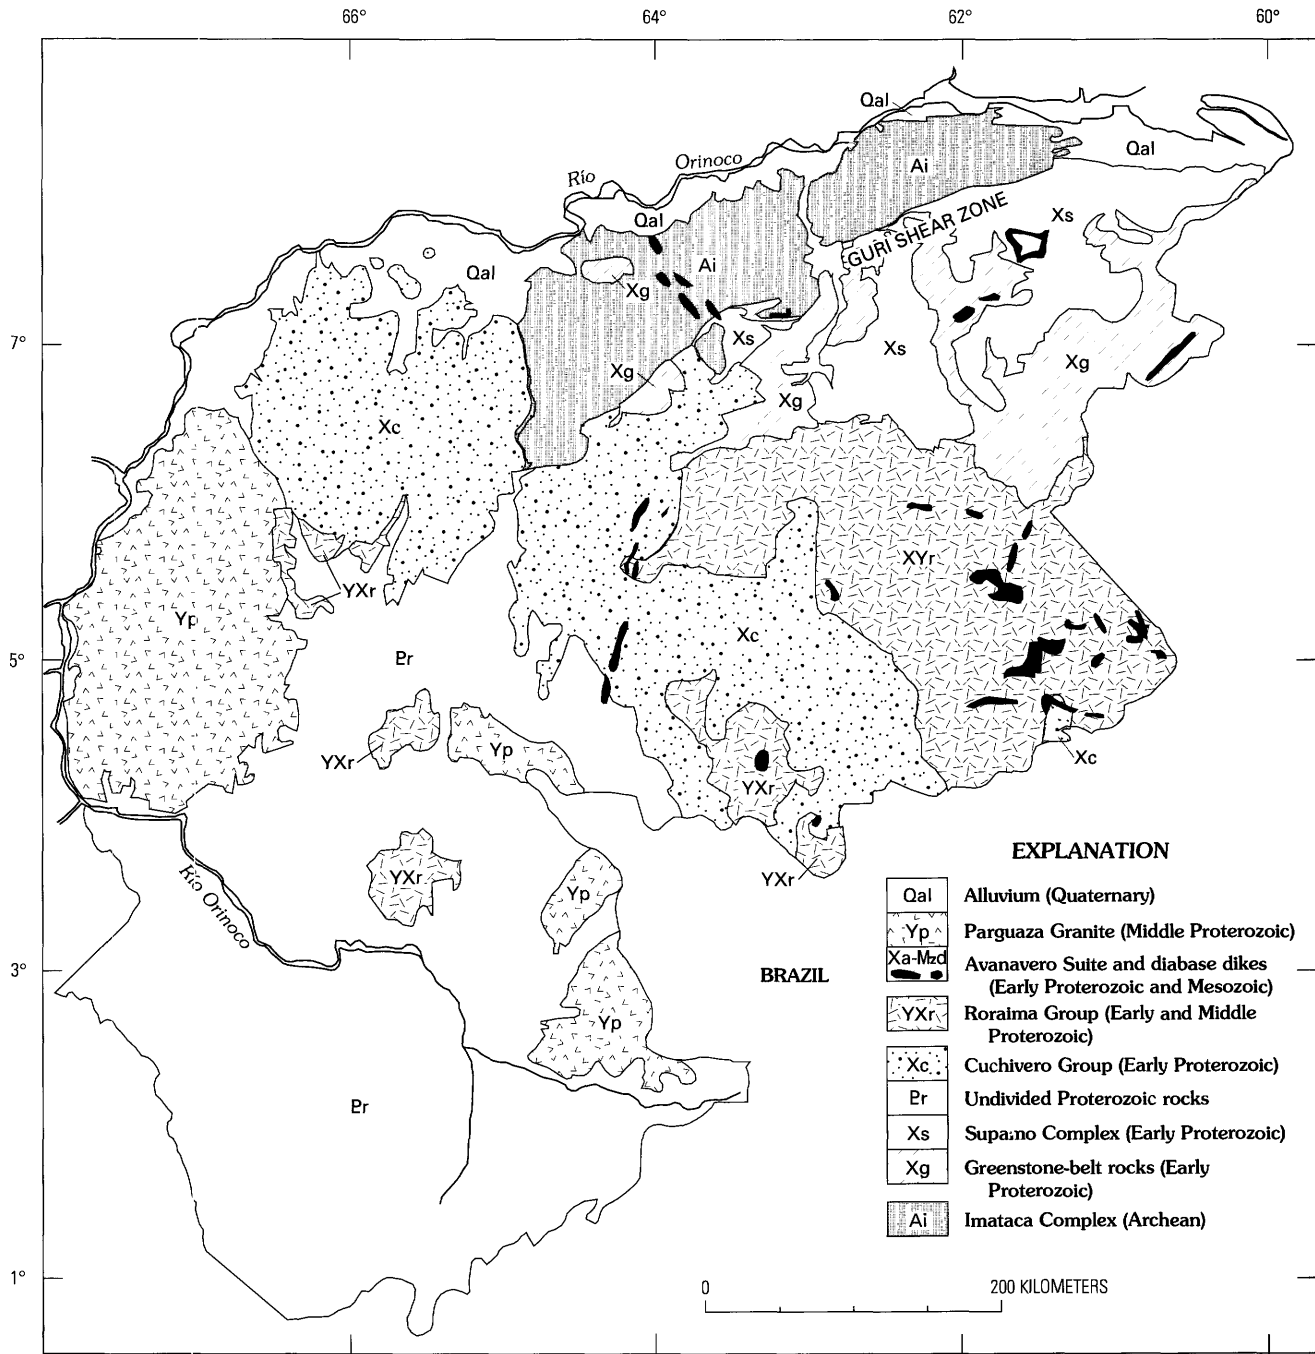 66°
64°
62°
60°
Qal
Qal
Ai
Orinoco
Río
Qal
Xs
GURI SHEAR ZONE
Ai
Qal
Xg
Xs
Xs
7°
Xg
Xg
Xg
Xc
XYr
YXr
Yp
Xc
Pr
5°
Yp
YXr
Xc
YXr
YXr
YXr
Yp
Río Orinoco
3°
BRAZIL
Yp
Pr
1°
EXPLANATION
Qal Alluvium (Quaternary)
Yp Parguaza Granite (Middle Proterozoic)
Xa-Mzd Avanavero Suite and diabase dikes
(Early Proterozoic and Mesozoic)
YXr Roraima Group (Early and Middle
Proterozoic)
Xc Cuchivero Group (Early Proterozoic)
Pr Undivided Proterozoic rocks
Xs Supamo Complex (Early Proterozoic)
Xg Greenstone-belt rocks (Early
Proterozoic)
Ai Imataca Complex (Archean)
0 200 KILOMETERS